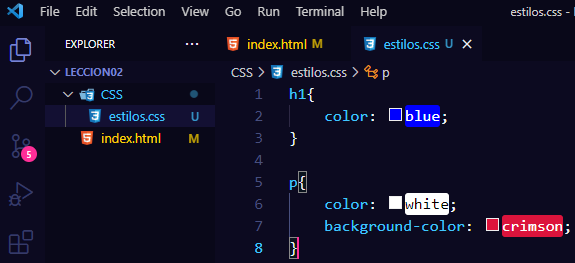 File Edit Selection View Go Run Terminal Help estilos.css
EXPLORER ...
LECCION02
CSS
estilos.css U
index.html M
5
index.html M estilos.css U
CSS > estilos.css > p
1 h1{
2 color: blue;
3 }
4
5 p{
6 color: white;
7 background-color: crimson;
8 }